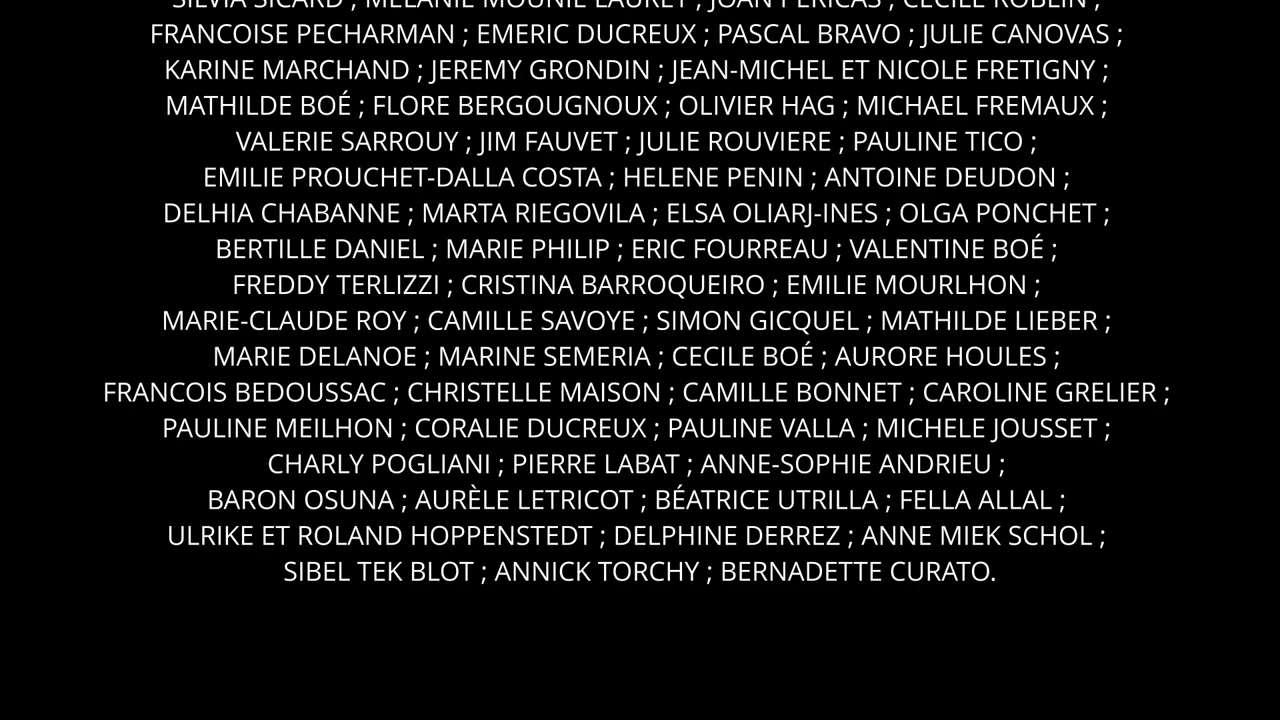 SILVIA SICARD ; MELANIE MOUNIE LAURET ; JOAN PERICAS ; CECILE ROBLIN ;
FRANCOISE PECHARMAN ; EMERIC DUCREUX ; PASCAL BRAVO ; JULIE CANOVAS ;
KARINE MARCHAND ; JEREMY GRONDIN ; JEAN-MICHEL ET NICOLE FRETIGNY ;
MATHILDE BOÉ ; FLORE BERGOUGNOUX ; OLIVIER HAG ; MICHAEL FREMAUX ;
VALERIE SARROUY ; JIM FAUVET ; JULIE ROUVIERE ; PAULINE TICO ;
EMILIE PROUCHET-DALLA COSTA ; HELENE PENIN ; ANTOINE DEUDON ;
DELHIA CHABANNE ; MARTA RIEGOVILA ; ELSA OLIARJ-INES ; OLGA PONCHET ;
BERTILLE DANIEL ; MARIE PHILIP ; ERIC FOURREAU ; VALENTINE BOÉ ;
FREDDY TERLIZZI ; CRISTINA BARROQUEIRO ; EMILIE MOURLHON ;
MARIE-CLAUDE ROY ; CAMILLE SAVOYE ; SIMON GICQUEL ; MATHILDE LIEBER ;
MARIE DELANOE ; MARINE SEMERIA ; CECILE BOÉ ; AURORE HOULES ;
FRANCOIS BEDOUSSAC ; CHRISTELLE MAISON ; CAMILLE BONNET ; CAROLINE GRELIER ;
PAULINE MEILHON ; CORALIE DUCREUX ; PAULINE VALLA ; MICHELE JOUSSET ;
CHARLY POGLIANI ; PIERRE LABAT ; ANNE-SOPHIE ANDRIEU ;
BARON OSUNA ; AURÈLE LETRICOT ; BÉATRICE UTRILLA ; FELLA ALLAL ;
ULRIKE ET ROLAND HOPPENSTEDT ; DELPHINE DERREZ ; ANNE MIEK SCHOL ;
SIBEL TEK BLOT ; ANNICK TORCHY ; BERNADETTE CURATO.